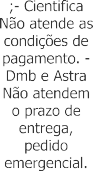 ;- Cientifica
Não atende as
condições de
pagamento. -
Dmb e Astra
Não atendem
o prazo de
entrega,
pedido
emergencial.